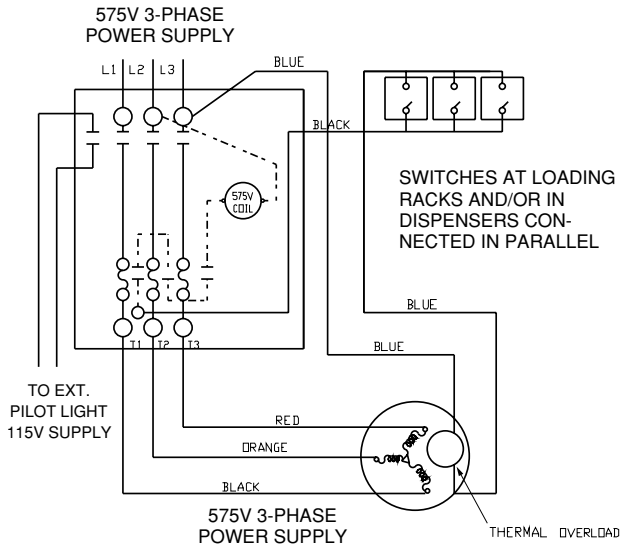 575V 3-PHASE
POWER SUPPLY
L1 L2 L3
BLUE
BLACK
575V
COIL
SWITCHES AT LOADING
RACKS AND/OR IN
DISPENSERS CON-
NECTED IN PARALLEL
BLUE
T1 T2 T3
BLUE
TO EXT.
PILOT LIGHT
115V SUPPLY
RED
ORANGE
BLACK
575V 3-PHASE
POWER SUPPLY
THERMAL OVERLOAD